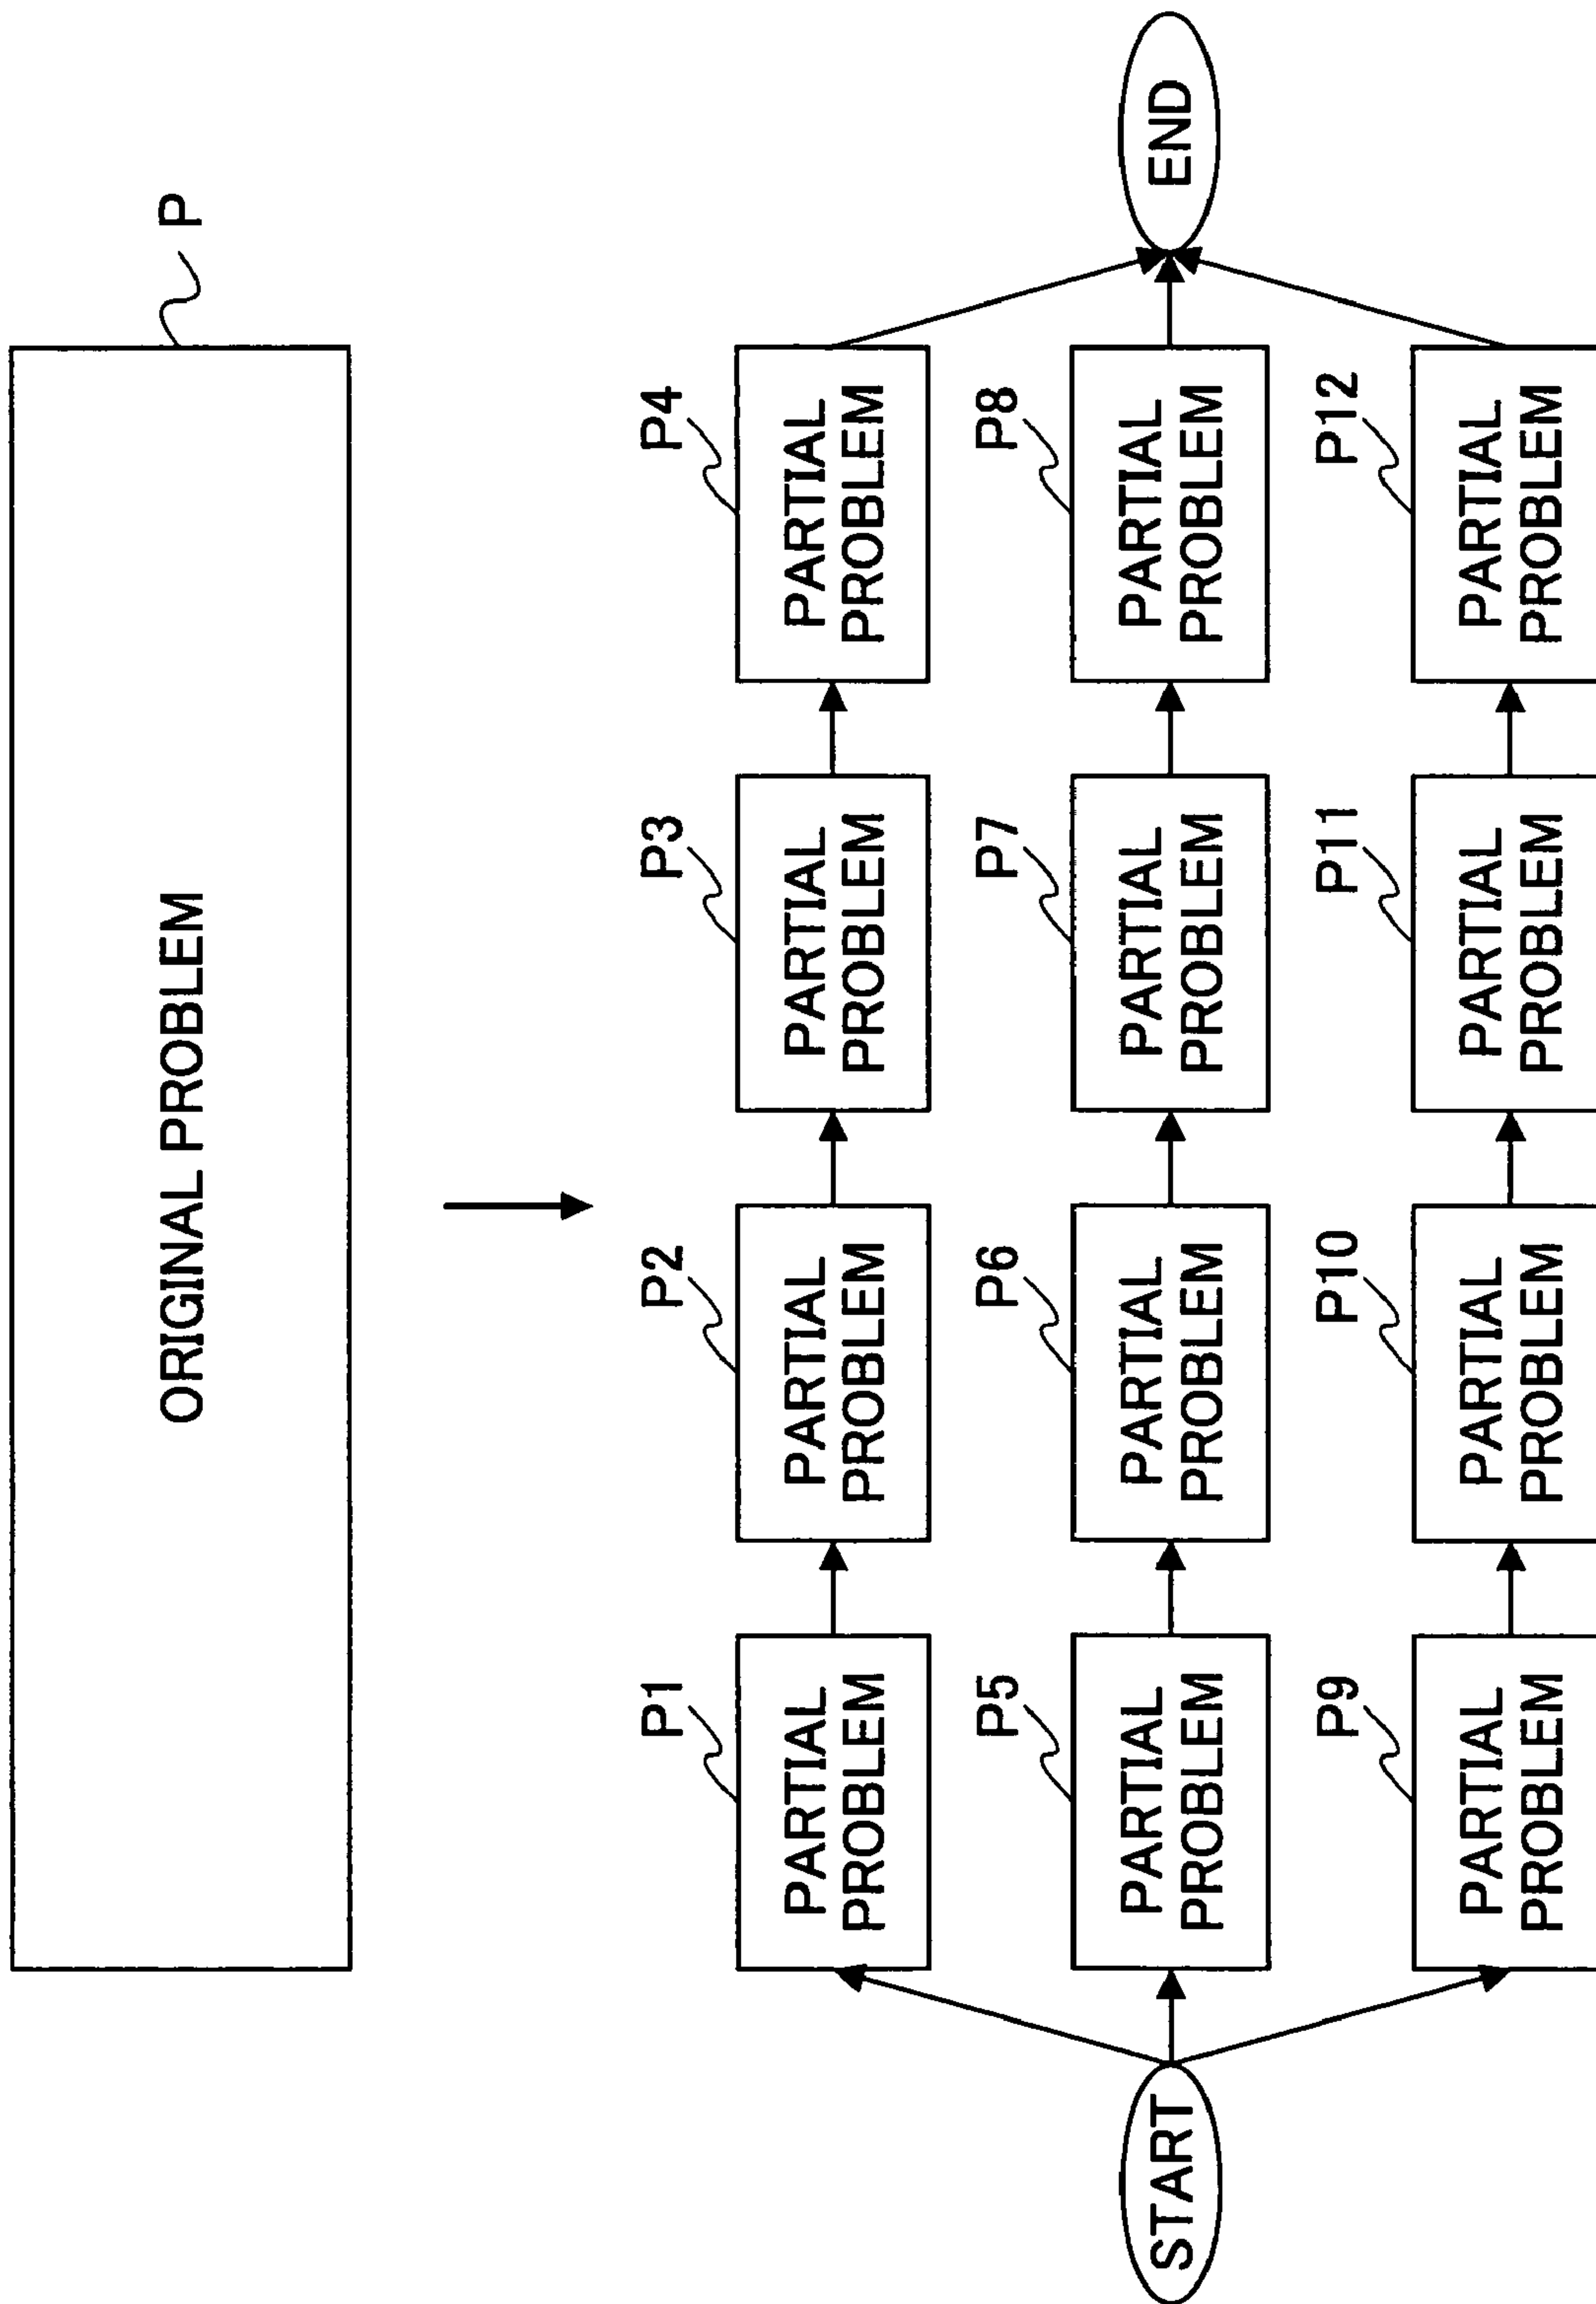 ORIGINAL PROBLEM
P
P1
P2
P3
P4
PARTIAL
PROBLEM
PARTIAL
PROBLEM
PARTIAL
PROBLEM
PARTIAL
PROBLEM
P5
P6
P7
P8
START
PARTIAL
PROBLEM
PARTIAL
PROBLEM
PARTIAL
PROBLEM
PARTIAL
PROBLEM
END
P9
P10
P11
P12
PARTIAL
PROBLEM
PARTIAL
PROBLEM
PARTIAL
PROBLEM
PARTIAL
PROBLEM